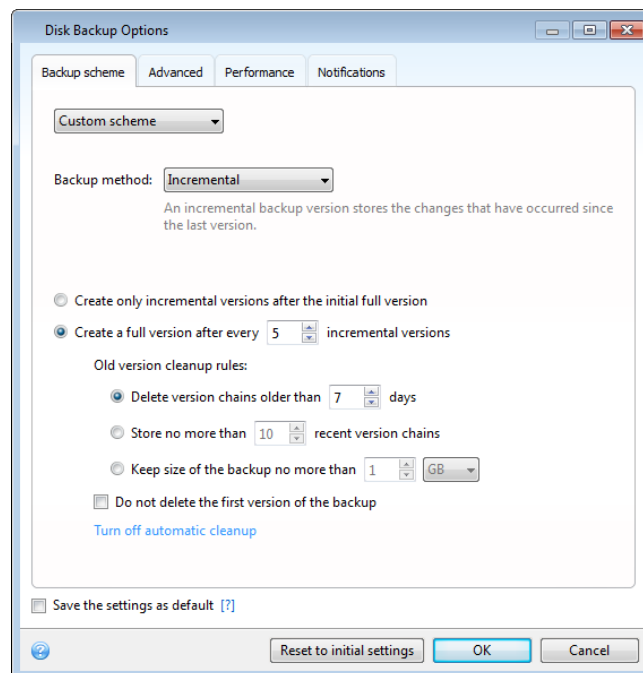 Disk Backup Options
Backup scheme Advanced Performance Notifications
Custom scheme
Backup method: Incremental
An incremental backup version stores the changes that have occurred since
the last version.
Create only incremental versions after the initial full version
Create a full version after every 5 incremental versions
Old version cleanup rules:
Delete version chains older than 7 days
Store no more than 10 recent version chains
Keep size of the backup no more than 1 GB
Do not delete the first version of the backup
Turn off automatic cleanup
Save the settings as default [?]
? Reset to initial settings OK Cancel